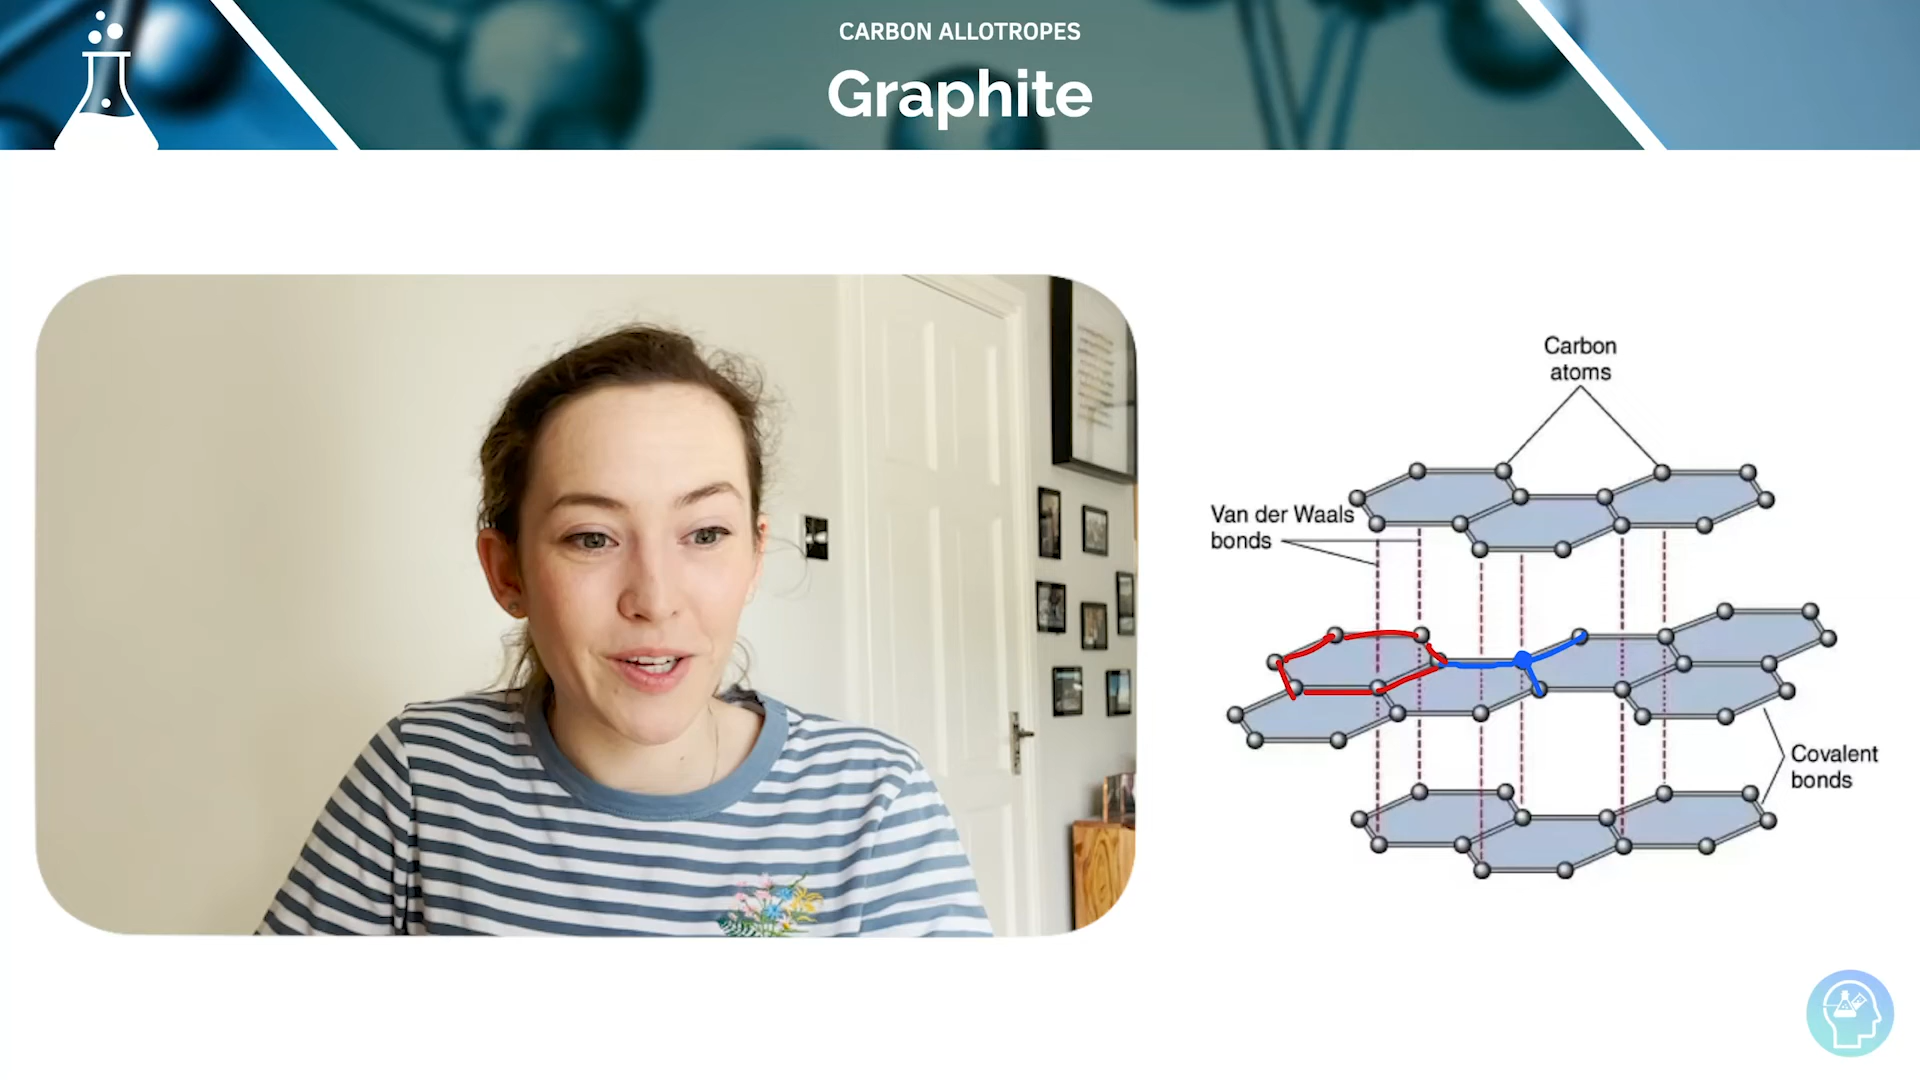 CARBON ALLOTROPES
Graphite
Carbon
atoms
Van der Waals
bonds
Covalent
bonds